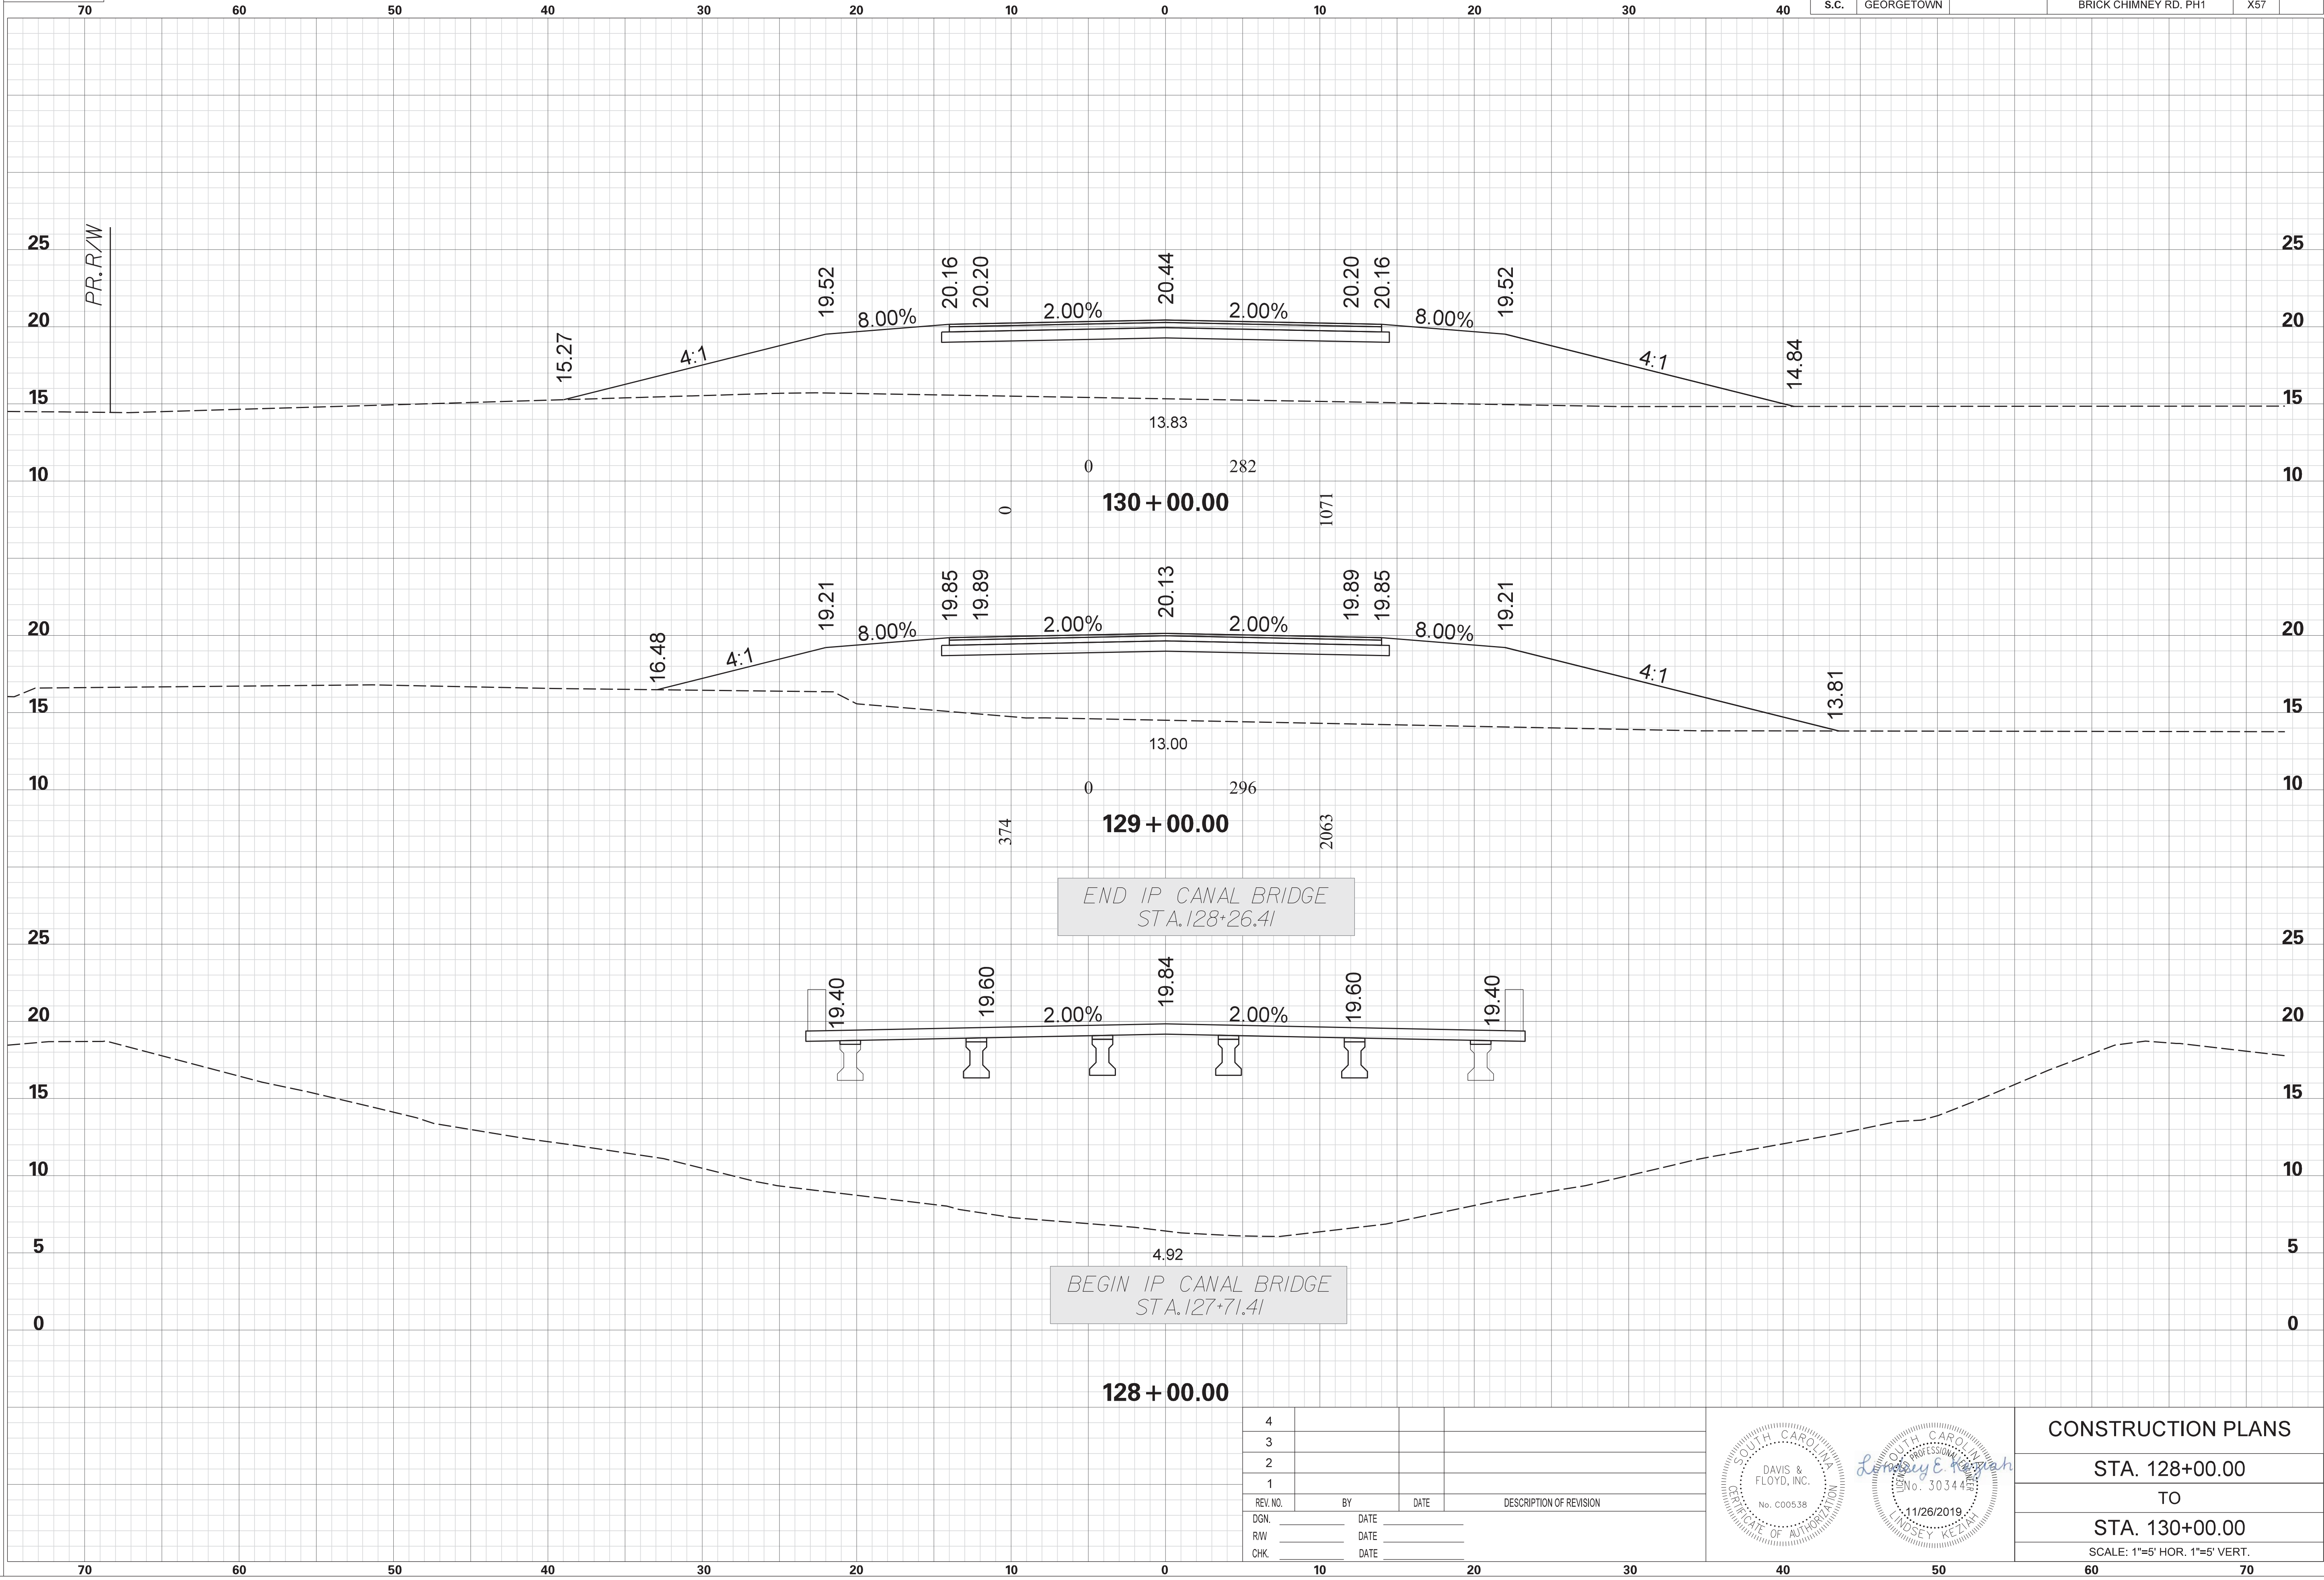 70 60 50 40 30 20 10 0 10 20 30 40
S.C. GEORGETOWN BRICK CHIMNEY RD. PH1 X57
PR. R/W
25 25
20 20
15 15
10 10
15.27 19.52 20.16 20.20 20.44 20.20 20.16 19.52 14.84
4:1 8.00% 2.00% 2.00% 8.00% 4:1
13.83
0 282
130+00.00
0 1071
20 20
15 15
10 10
16.48 19.21 19.85 19.89 20.13 19.89 19.85 19.21 13.81
4:1 8.00% 2.00% 2.00% 8.00% 4:1
13.00
0 296
129+00.00
374 2063
END IP CANAL BRIDGE
STA. 128+26.41
25 25
20 20
15 15
10 10
5 5
0 0
19.40 19.60 19.84 19.60 19.40
2.00% 2.00%
4.92
BEGIN IP CANAL BRIDGE
STA. 127+71.41
128+00.00
4
3
2
1
REV. NO. BY DATE DESCRIPTION OF REVISION
DGN. DATE
R/W DATE
CHK. DATE
SOUTH CAROLINA
DAVIS &
FLOYD, INC.
No. C00538
CERTIFICATE OF AUTHORIZATION
SOUTH CAROLINA
LICENSED PROFESSIONAL ENGINEER
Lindsey E. Keziah
No. 30344
11/26/2019
LINDSEY KEZIAH
CONSTRUCTION PLANS
STA. 128+00.00
TO
STA. 130+00.00
SCALE: 1"=5' HOR. 1"=5' VERT.
70 60 50 40 30 20 10 0 10 20 30 40 50 60 70